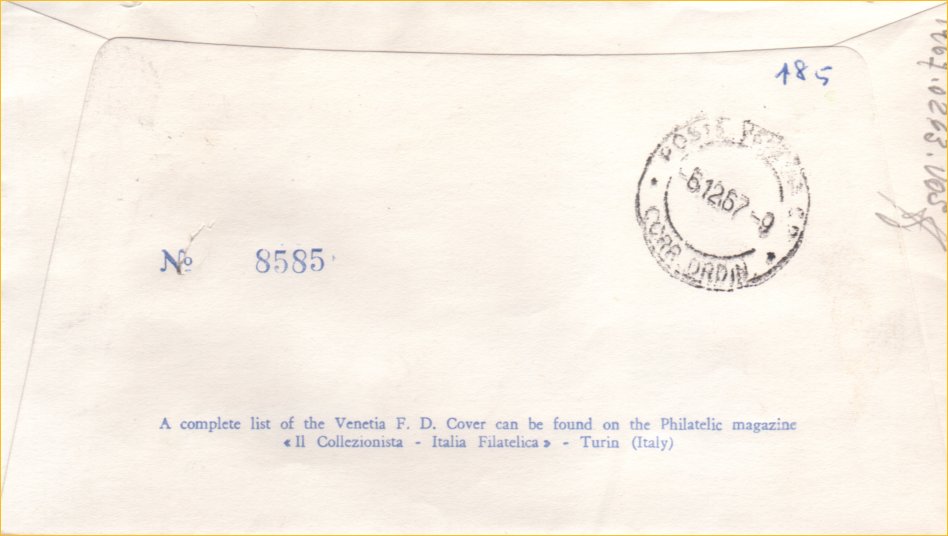 185
POSTE
-6.12.67-9
CORR. ORDIN.
№ 8585
A complete list of the Venetia F. D. Cover can be found on the Philatelic magazine
« Il Collezionista - Italia Filatelica » - Turin (Italy)